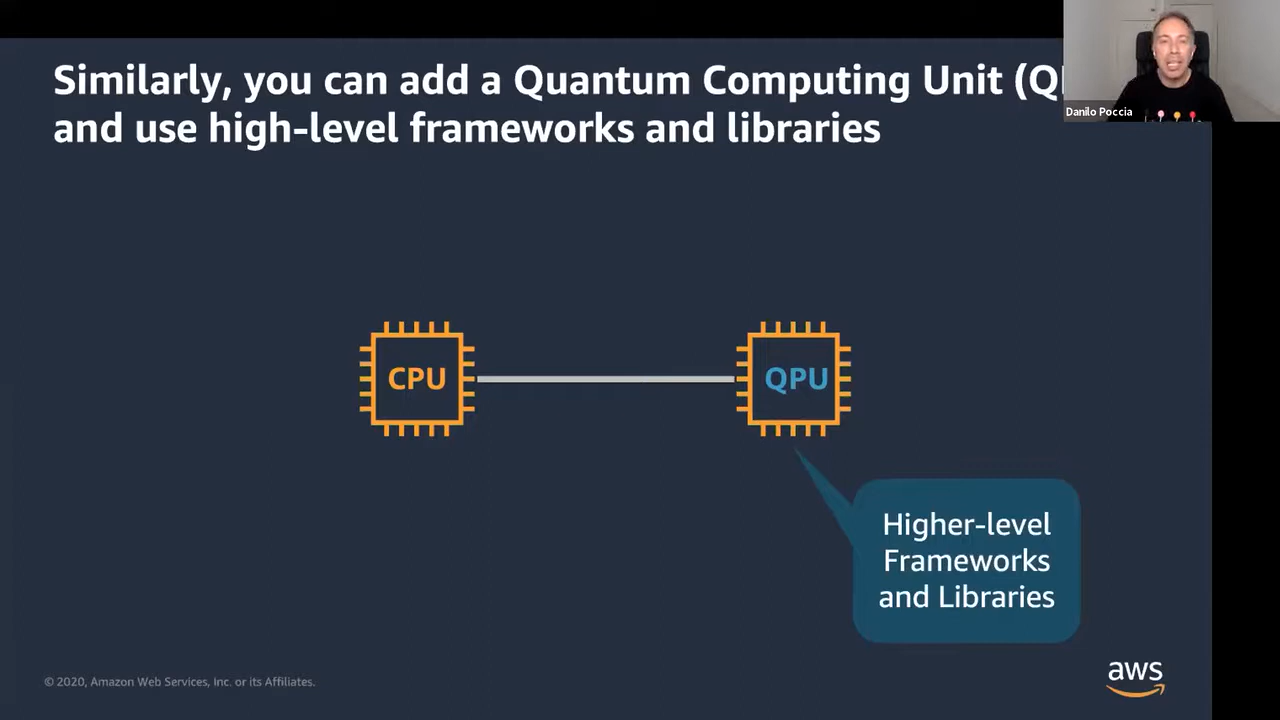 Similarly, you can add a Quantum Computing Unit (Q
and use high-level frameworks and libraries
Danilo Poccia
CPU
QPU
Higher-level
Frameworks
and Libraries
© 2020, Amazon Web Services, Inc. or its Affiliates.
aws